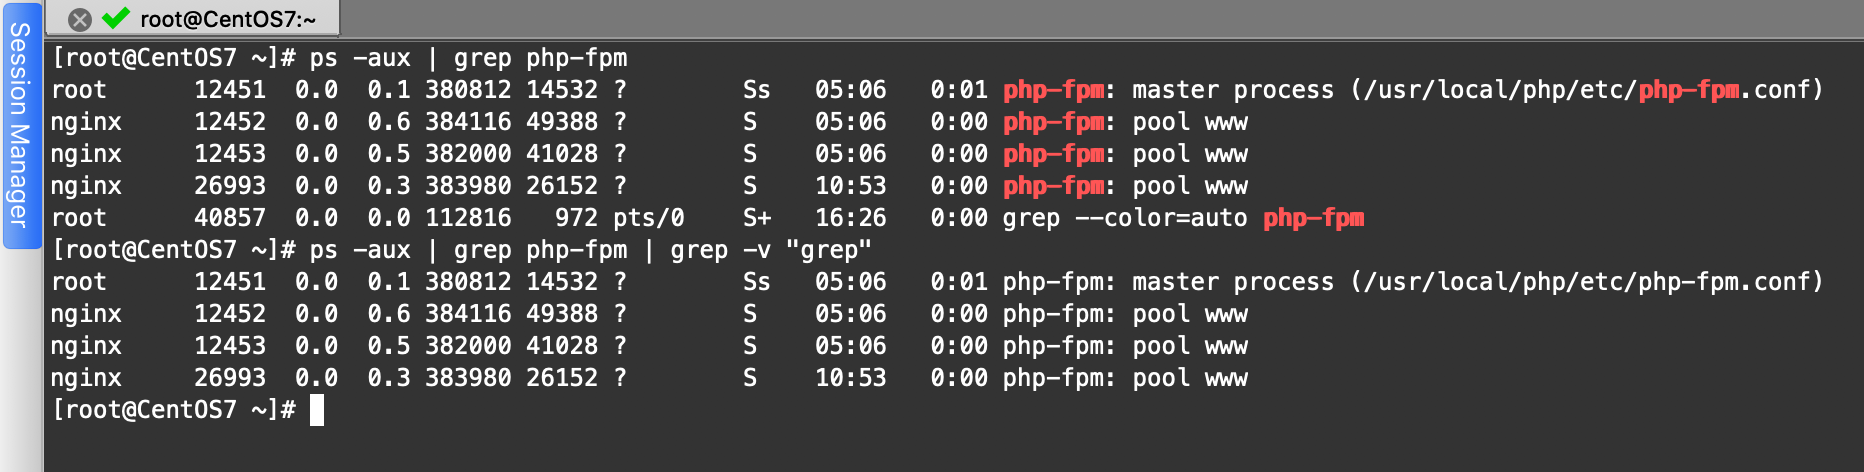 Session Manager
root@CentOS7:~
[root@CentOS7 ~]# ps -aux | grep php-fpm
root      12451  0.0  0.1 380812 14532 ?        Ss   05:06   0:01 php-fpm: master process (/usr/local/php/etc/php-fpm.conf)
nginx     12452  0.0  0.6 384116 49388 ?        S    05:06   0:00 php-fpm: pool www
nginx     12453  0.0  0.5 382000 41028 ?        S    05:06   0:00 php-fpm: pool www
nginx     26993  0.0  0.3 383980 26152 ?        S    10:53   0:00 php-fpm: pool www
root      40857  0.0  0.0 112816   972 pts/0    S+   16:26   0:00 grep --color=auto php-fpm
[root@CentOS7 ~]# ps -aux | grep php-fpm | grep -v "grep"
root      12451  0.0  0.1 380812 14532 ?        Ss   05:06   0:01 php-fpm: master process (/usr/local/php/etc/php-fpm.conf)
nginx     12452  0.0  0.6 384116 49388 ?        S    05:06   0:00 php-fpm: pool www
nginx     12453  0.0  0.5 382000 41028 ?        S    05:06   0:00 php-fpm: pool www
nginx     26993  0.0  0.3 383980 26152 ?        S    10:53   0:00 php-fpm: pool www
[root@CentOS7 ~]#